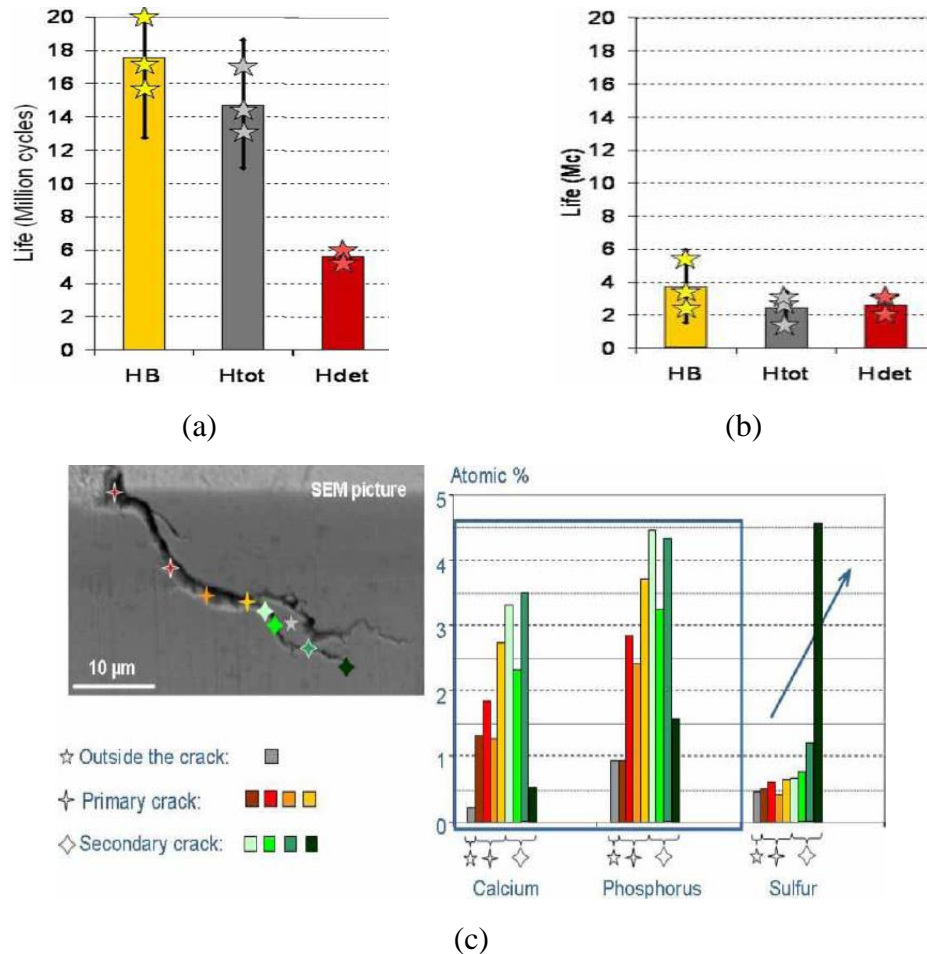 20
18
16
14
12
10
8
6
4
2
0
Life (Million cycles)
HB Htot Hdet
(a)
20
18
16
14
12
10
8
6
4
2
0
Life (Mc)
HB Htot Hdet
(b)
SEM picture
10 µm
Outside the crack:
Primary crack:
Secondary crack:
Atomic %
5
4
3
2
1
0
Calcium Phosphorus Sulfur
(c)